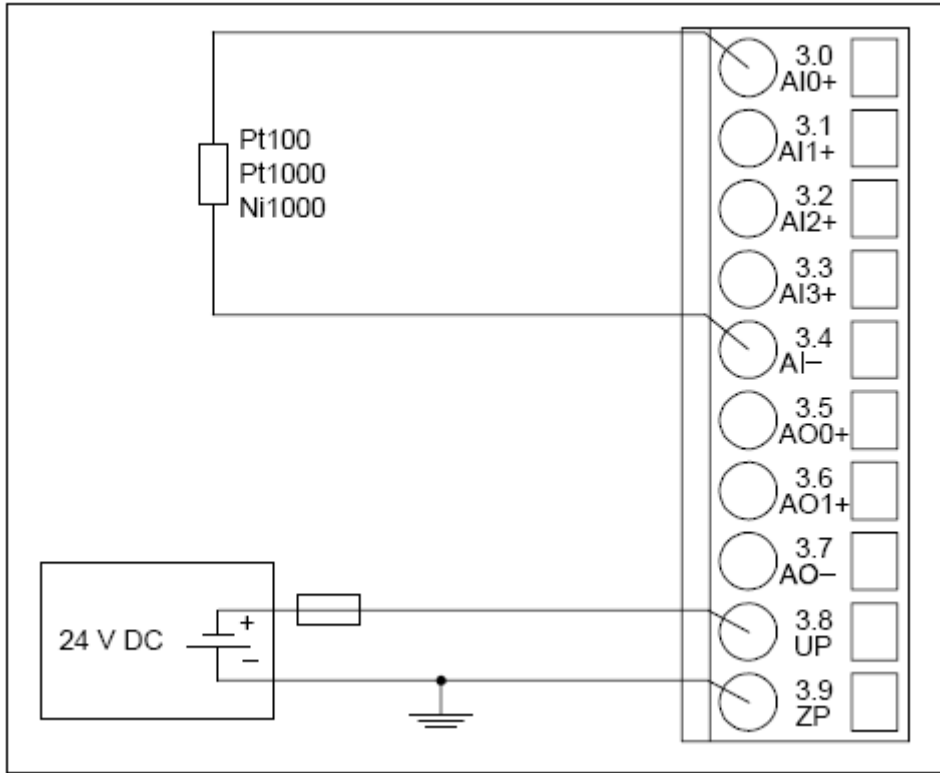 Pt100
Pt1000
Ni1000
24 V DC
+
–
3.0
AI0+
3.1
AI1+
3.2
AI2+
3.3
AI3+
3.4
AI–
3.5
AO0+
3.6
AO1+
3.7
AO–
3.8
UP
3.9
ZP